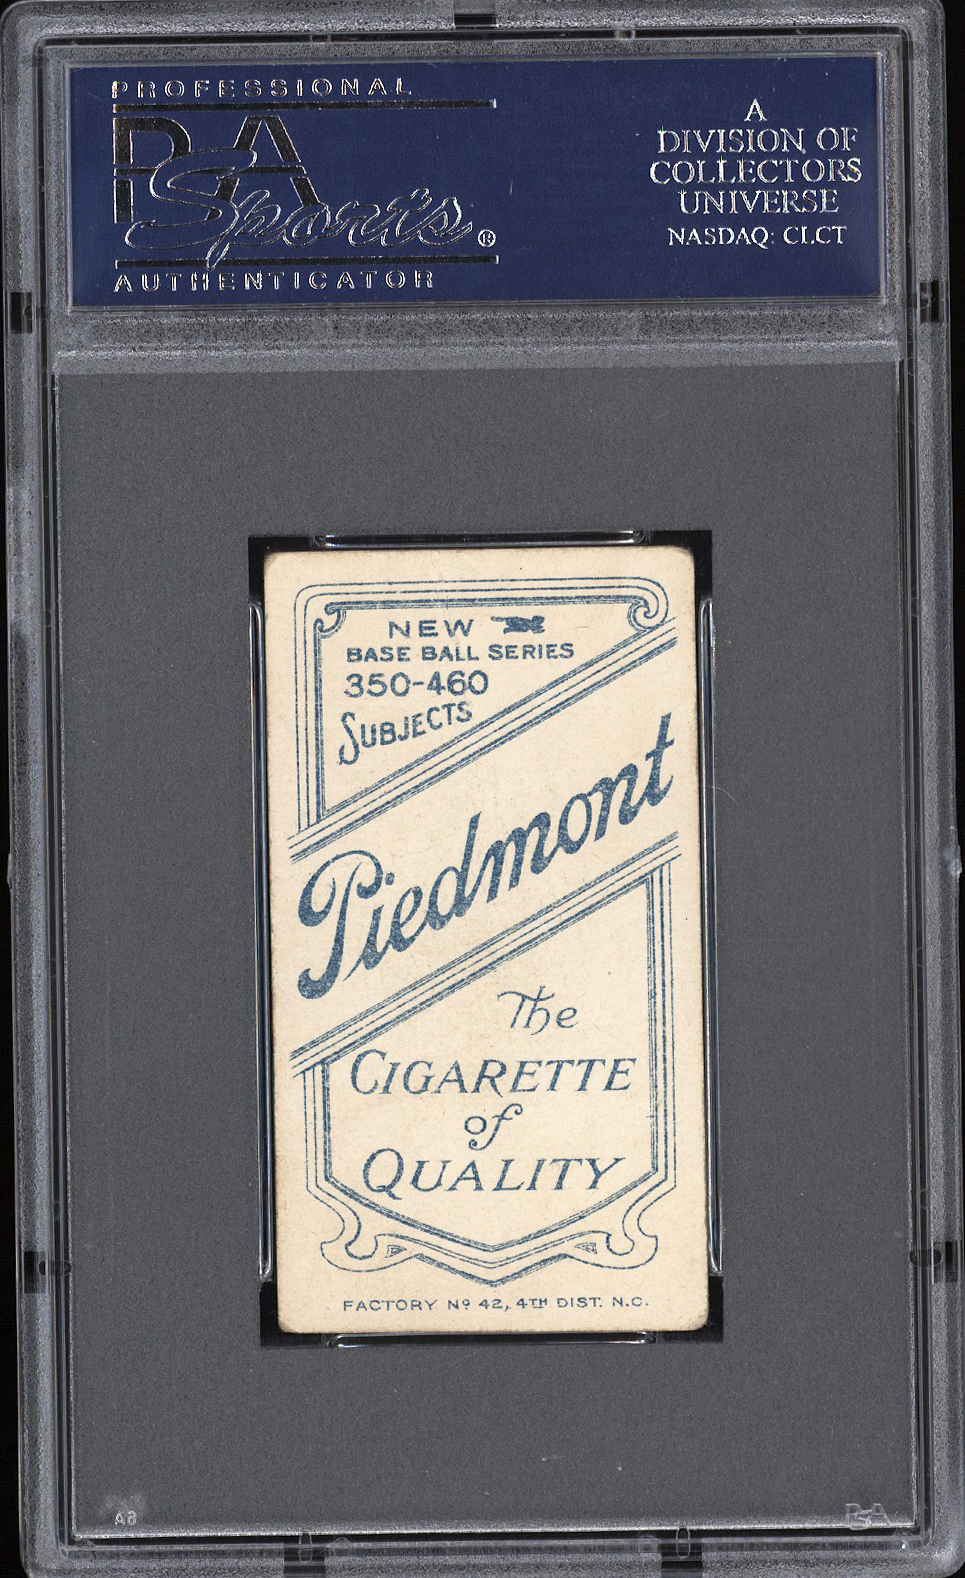 PROFESSIONAL
PSA
Sports®
AUTHENTICATOR
A
DIVISION OF
COLLECTORS
UNIVERSE
NASDAQ: CLCT
NEW
BASE BALL SERIES
350-460
SUBJECTS
Piedmont
The
CIGARETTE
of
QUALITY
FACTORY Nº 42, 4TH DIST. N.C.
PSA